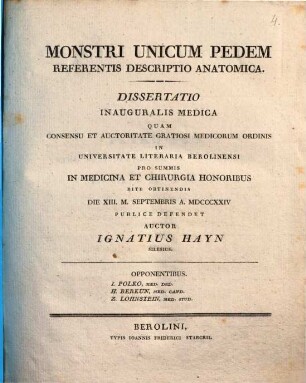 4.
MONSTRI UNICUM PEDEM
REFERENTIS DESCRIPTIO ANATOMICA.
DISSERTATIO
INAUGURALIS MEDICA
QUAM
CONSENSU ET AUCTORITATE GRATIOSI MEDICORUM ORDINIS
IN
UNIVERSITATE LITERARIA BEROLINENSI
PRO SUMMIS
IN MEDICINA ET CHIRURGIA HONORIBUS
RITE OBTINENDIS
DIE XIII. M. SEPTEMBRIS A. MDCCCXXIV
PUBLICE DEFENDET
AUCTOR
IGNATIUS HAYN
SILESIUS.
OPPONENTIBUS.
I. POLKO, MED. DRD.
H. BERKUN, MED. CAND.
Z. LOHNSTEIN, MED. STUD.
BEROLINI,
TYPIS IOANNIS FRIDERICI STARCKII.